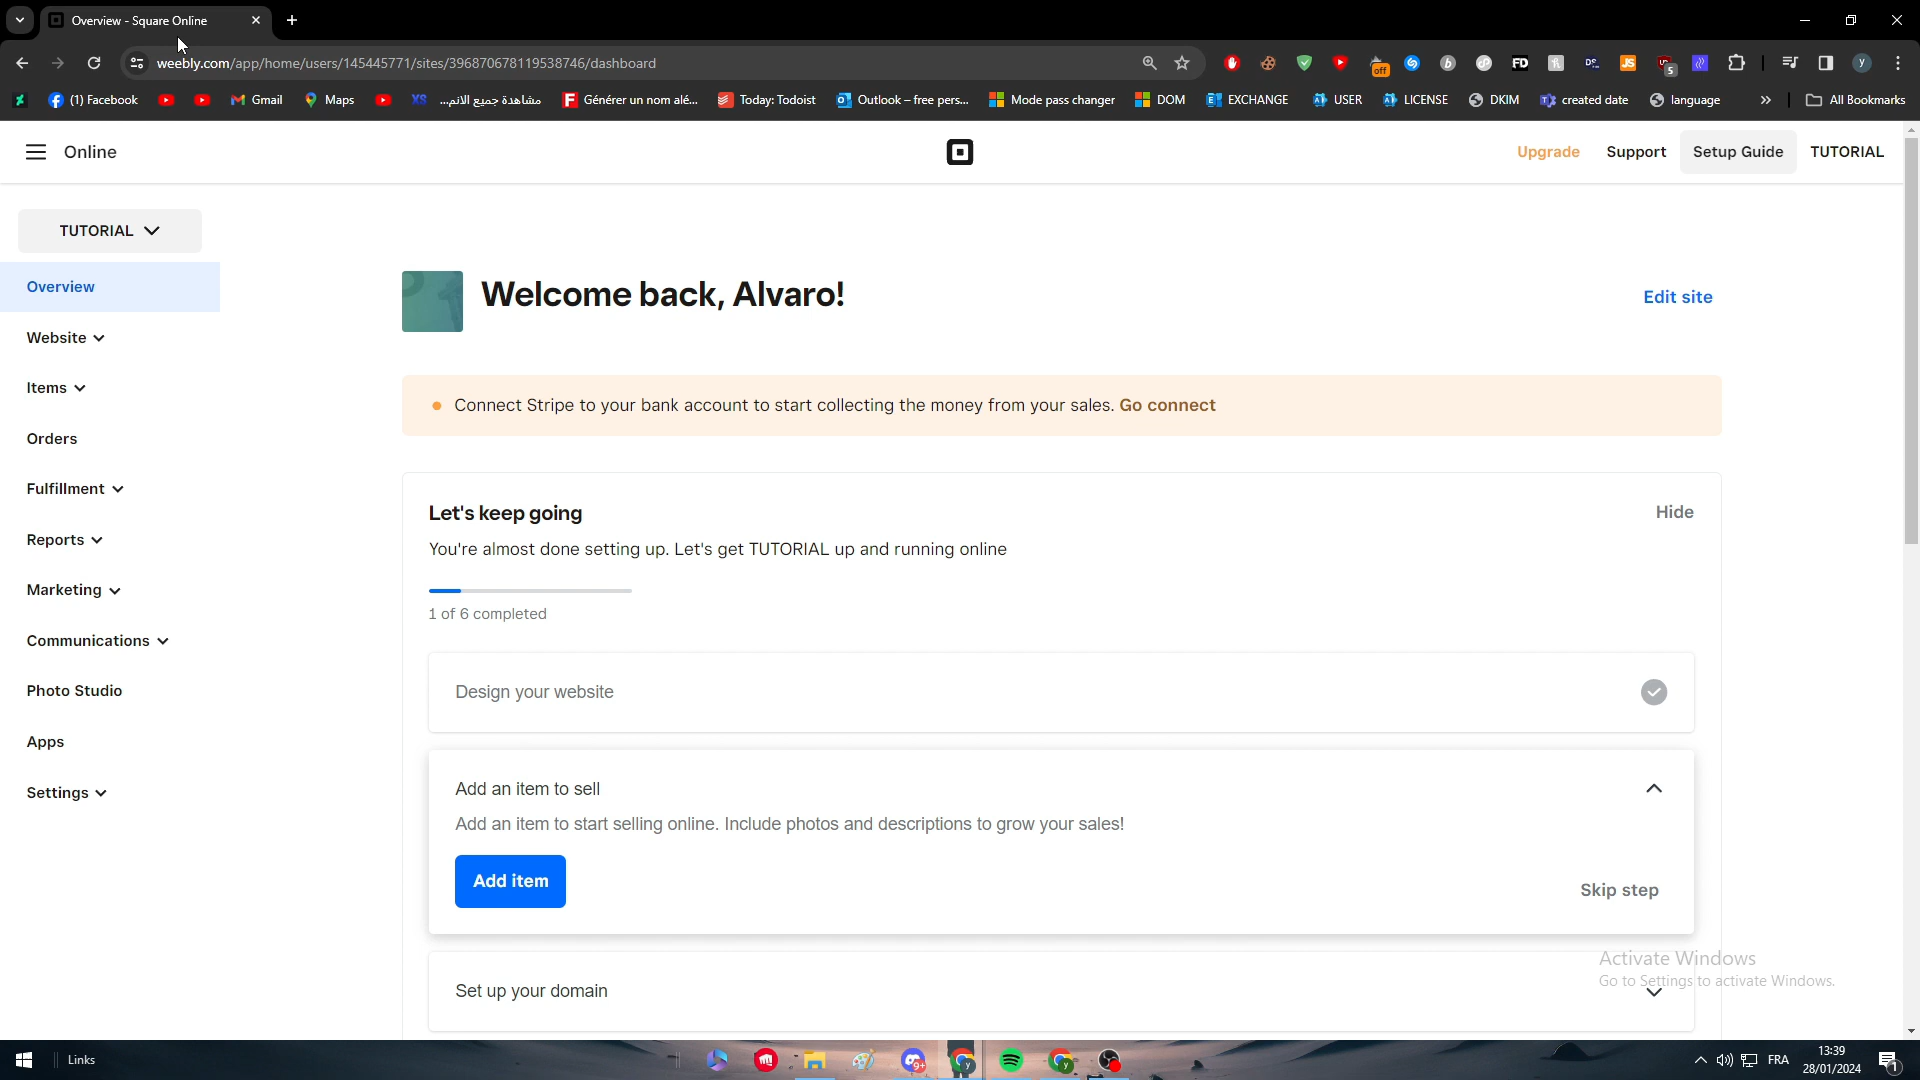 Overview - Square Online
weebly.com/app/home/users/145445771/sites/396870678119538746/dashboard
(1) Facebook
Gmail
Maps
مشاهدة جميع الانم...
Générer un nom alé...
Today: Todoist
Outlook – free pers...
Mode pass changer
DOM
EXCHANGE
USER
LICENSE
DKIM
created date
language
All Bookmarks
Online
Upgrade
Support
Setup Guide
TUTORIAL
TUTORIAL
Overview
Website
Items
Orders
Fulfillment
Reports
Marketing
Communications
Photo Studio
Apps
Settings
Welcome back, Alvaro!
Edit site
Connect Stripe to your bank account to start collecting the money from your sales. Go connect
Let's keep going
Hide
You're almost done setting up. Let's get TUTORIAL up and running online
1 of 6 completed
Design your website
Add an item to sell
Add an item to start selling online. Include photos and descriptions to grow your sales!
Add item
Skip step
Set up your domain
Activate Windows
Go to Settings to activate Windows.
Links
FRA
13:39
28/01/2024